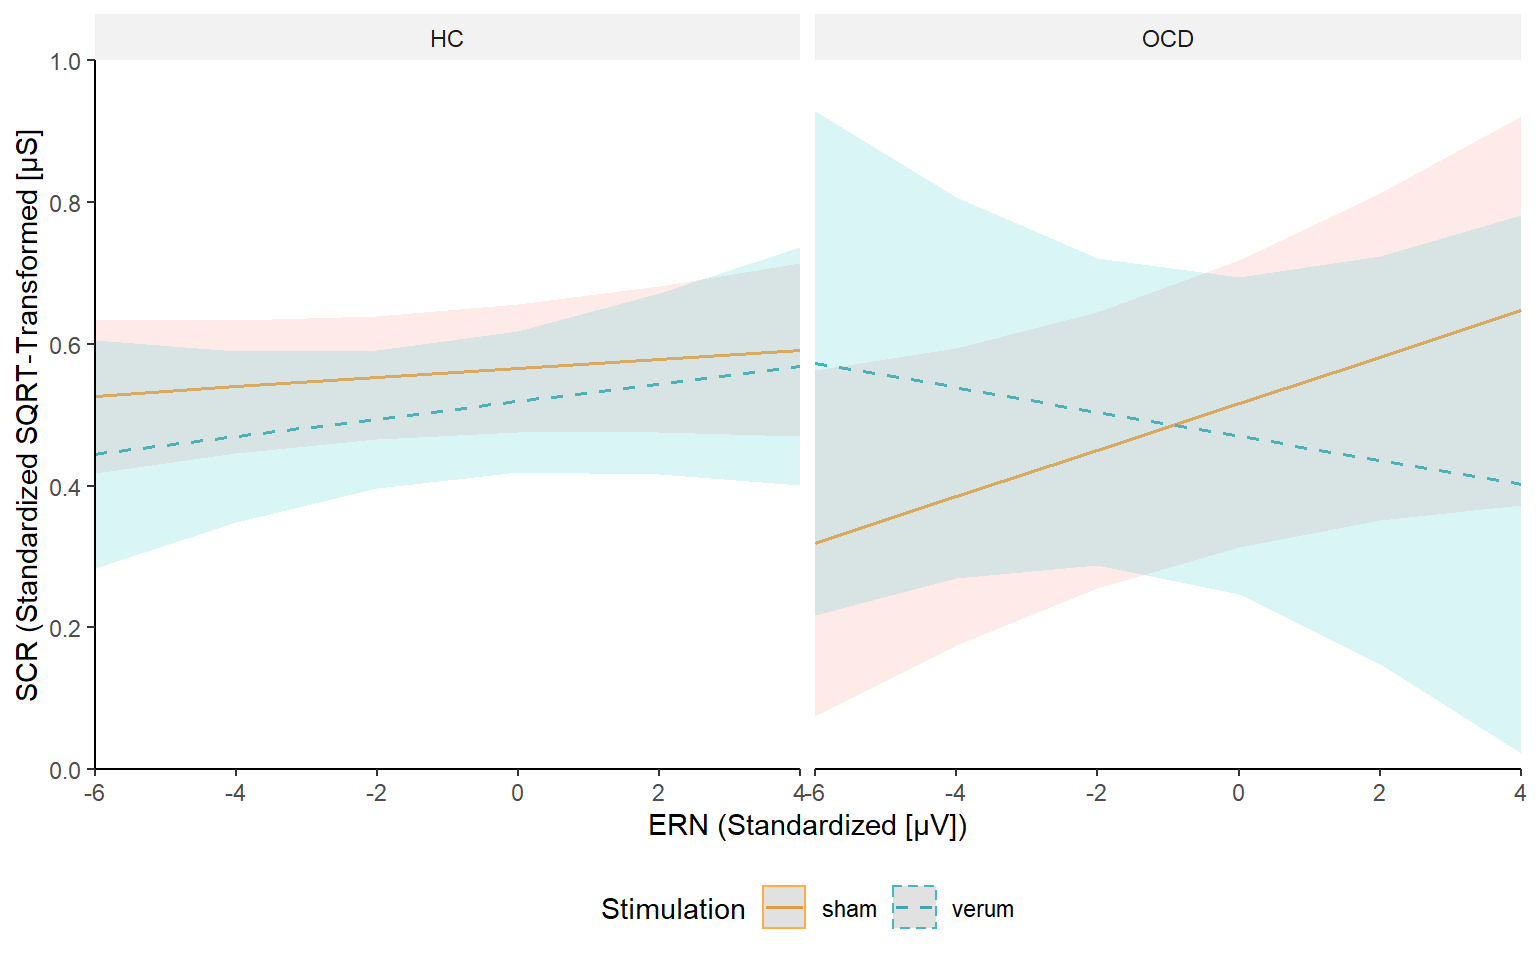 HC
OCD
SCR (Standardized SQRT-Transformed [µS]
1.0
0.8
0.6
0.4
0.2
0.0
-6 -4 -2 0 2 4
-6 -4 -2 0 2 4
ERN (Standardized [µV])
Stimulation sham verum